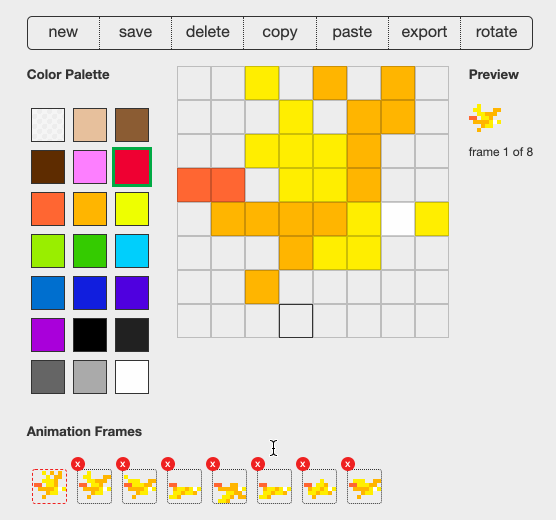 new save delete copy paste export rotate
Color Palette
Preview
frame 1 of 8
Animation Frames
x x x x x x x